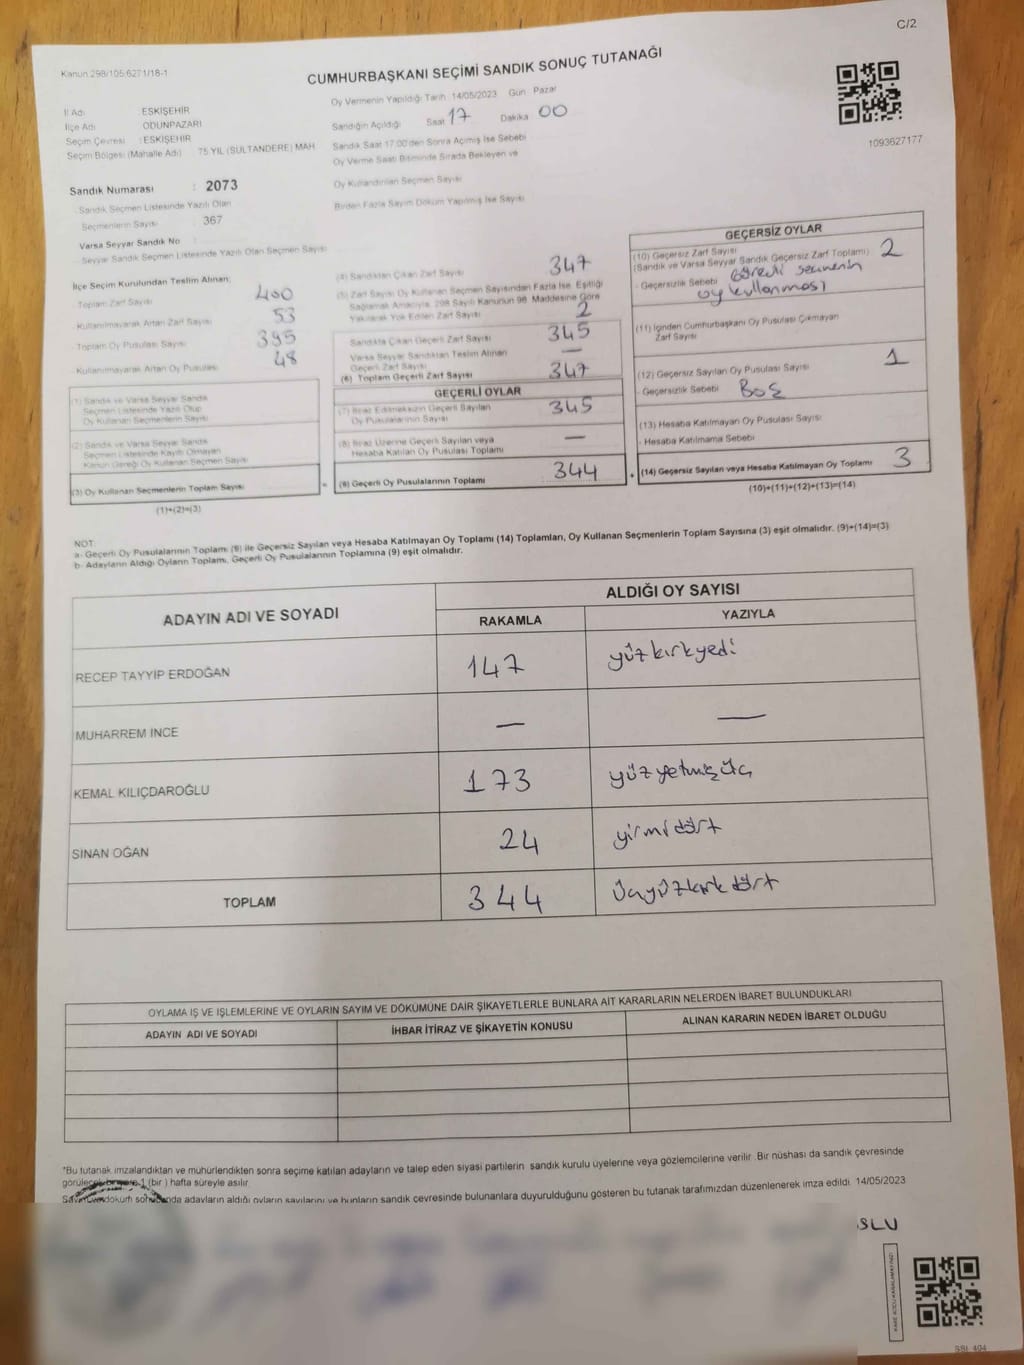 C/2
Kanun 298/105 6271/18-1
CUMHURBAŞKANI SEÇİMİ SANDIK SONUÇ TUTANAĞI
1093627177
İl Adı ESKİŞEHİR
İlçe Adı ODUNPAZARI
Seçim Çevresi : ESKİŞEHİR
Seçim Bölgesi (Mahalle Adı) 75.YIL (SULTANDERE) MAH
Sandık Numarası : 2073
Sandık Seçmen Listesinde Yazılı Olan
Seçmenlerin Sayısı 367
Varsa Seyyar Sandık No
Seyyar Sandık Seçmen Listesinde Yazılı Olan Seçmen Sayısı
Oy Vermenin Yapıldığı Tarih 14/05/2023 Gün Pazar
Sandığın Açıldığı Saat 17 Dakika 00
Sandık Saat 17.00'den Sonra Açımış İse Sebebi
Oy Verme Saati Bitiminde Sırada Bekleyen ve
Oy Kullandırılan Seçmen Sayısı
Birden Fazla Sayım Döküm Yapılmış İse Sayısı
İlçe Seçim Kurulundan Teslim Alınan:
Toplam Zarf Sayısı 400
Kullanılmayarak Artan Zarf Sayısı 53
Toplam Oy Pusulası Sayısı 395
Kullanılmayarak Artan Oy Pusulası 48
(1) Sandık ve Varsa Seyyar Sandık
Seçmen Listesinde Yazılı Olup
Oy Kullanan Seçmenlerin Sayısı
(2) Sandık ve Varsa Seyyar Sandık
Seçmen Listesinde Kayıtlı Olmayan
Kanun Gereği Oy Kullanan Seçmen Sayısı
(3) Oy Kullanan Seçmenlerin Toplam Sayısı
(1)+(2)=(3)
(4) Sandıktan Çıkan Zarf Sayısı 347
(5) Zarf Sayısı Oy Kullanan Seçmen Sayısından Fazla İse, Eşitliği
Sağlamak Amacıyla, 298 Sayılı Kanunun 98. Maddesine Göre
Yakılarak Yok Edilen Zarf Sayısı 2
Sandıkta Çıkan Geçerli Zarf Sayısı 345
Varsa Seyyar Sandıktan Teslim Alınan
Geçerli Zarf Sayısı —
(6) Toplam Geçerli Zarf Sayısı 347
GEÇERLİ OYLAR
(7) İtiraz Edilmeksizin Geçerli Sayılan
Oy Pusulalarının Sayısı 345
(8) İtiraz Üzerine Geçerli Sayılan veya
Hesaba Katılan Oy Pusulası Toplamı —
(9) Geçerli Oy Pusulalarının Toplamı 344
GEÇERSİZ OYLAR
(10) Geçersiz Zarf Sayısı 2
(Sandık ve Varsa Seyyar Sandık Geçersiz Zarf Toplamı)
- Geçersizlik Sebebi Görevli seçmenin
oy kullanması
(11) İçinden Cumhurbaşkanı Oy Pusulası Çıkmayan
Zarf Sayısı
(12) Geçersiz Sayılan Oy Pusulası Sayısı 1
- Geçersizlik Sebebi BOŞ
(13) Hesaba Katılmayan Oy Pusulası Sayısı
- Hesaba Katılmama Sebebi
(14) Geçersiz Sayılan veya Hesaba Katılmayan Oy Toplamı 3
(10)+(11)+(12)+(13)=(14)
NOT:
a- Geçerli Oy Pusulalarının Toplamı (9) ile Geçersiz Sayılan veya Hesaba Katılmayan Oy Toplamı (14) Toplamları, Oy Kullanan Seçmenlerin Toplam Sayısına (3) eşit olmalıdır. (9)+(14)=(3)
b- Adayların Aldığı Oyların Toplamı, Geçerli Oy Pusulalarının Toplamına (9) eşit olmalıdır.
ADAYIN ADI VE SOYADI ALDIĞI OY SAYISI
RAKAMLA YAZIYLA
RECEP TAYYİP ERDOĞAN 147 yüzkırkyedi
MUHARREM İNCE — —
KEMAL KILIÇDAROĞLU 173 yüzyetmişüç
SİNAN OĞAN 24 yirmidört
TOPLAM 344 üçyüzkırkdört
OYLAMA İŞ VE İŞLEMLERİNE VE OYLARIN SAYIM VE DÖKÜMÜNE DAİR ŞİKAYETLERLE BUNLARA AİT KARARLARIN NELERDEN İBARET BULUNDUKLARI
ADAYIN ADI VE SOYADI İHBAR İTİRAZ VE ŞİKAYETİN KONUSU ALINAN KARARIN NEDEN İBARET OLDUĞU
*Bu tutanak imzalandıktan ve mühürlendikten sonra seçime katılan adayların ve talep eden siyasi partilerin sandık kurulu üyelerine veya gözlemcilerine verilir. Bir nüshası da sandık çevresinde
1 (bir) hafta süreyle asılır.
adayların aldığı oyların sayılarını ve bunların sandık çevresinde bulunanlara duyurulduğunu gösteren bu tutanak tarafımızdan düzenlenerek imza edildi. 14/05/2023
SLU
KARE KODU KARALAMAYINIZ!